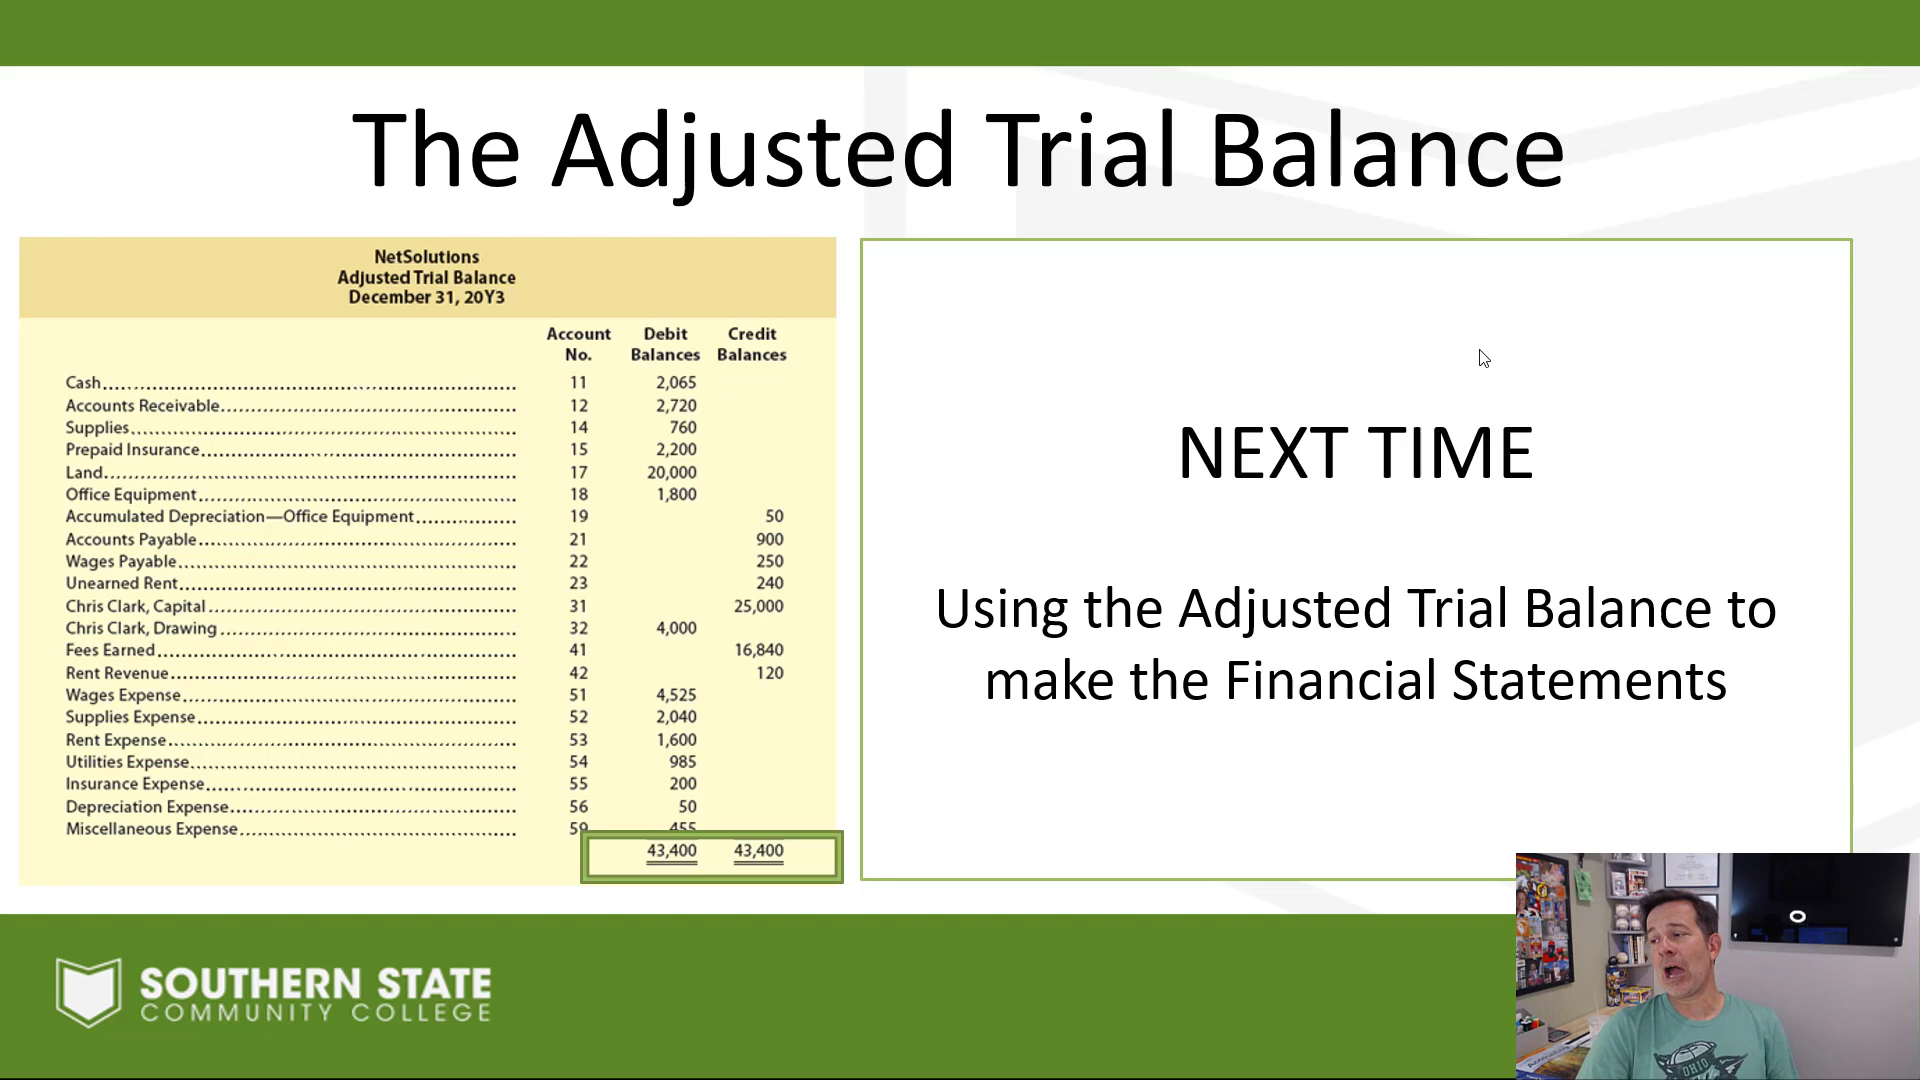 The Adjusted Trial Balance
NetSolutions
Adjusted Trial Balance
December 31, 20Y3
Account No. Debit Balances Credit Balances
Cash 11 2,065
Accounts Receivable 12 2,720
Supplies 14 760
Prepaid Insurance 15 2,200
Land 17 20,000
Office Equipment 18 1,800
Accumulated Depreciation—Office Equipment 19 50
Accounts Payable 21 900
Wages Payable 22 250
Unearned Rent 23 240
Chris Clark, Capital 31 25,000
Chris Clark, Drawing 32 4,000
Fees Earned 41 16,840
Rent Revenue 42 120
Wages Expense 51 4,525
Supplies Expense 52 2,040
Rent Expense 53 1,600
Utilities Expense 54 985
Insurance Expense 55 200
Depreciation Expense 56 50
Miscellaneous Expense 59 455
43,400 43,400
NEXT TIME
Using the Adjusted Trial Balance to
make the Financial Statements
SOUTHERN STATE
COMMUNITY COLLEGE
OHIO